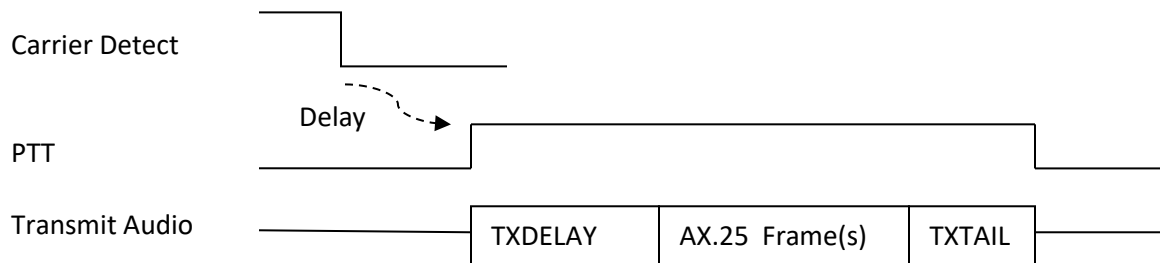 Carrier Detect
Delay
PTT
Transmit Audio
TXDELAY
AX.25 Frame(s)
TXTAIL